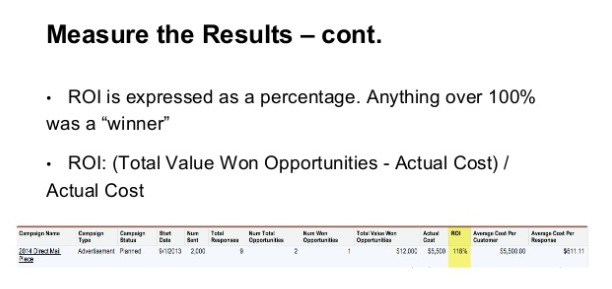 Measure the Results – cont.
• ROI is expressed as a percentage. Anything over 100%
was a “winner”
• ROI: (Total Value Won Opportunities - Actual Cost) /
Actual Cost
Campaign Name Campaign Type Campaign Status Start Date Num Sent Total Responses Num Total Opportunities Num Won Opportunities Total Value Won Opportunities Actual Cost ROI Average Cost Per Customer Average Cost Per Response
2014 Direct Mail Piece Advertisement Planned 9/1/2013 2,000 9 2 1 $12,000 $5,500 118% $5,500.00 $611.11